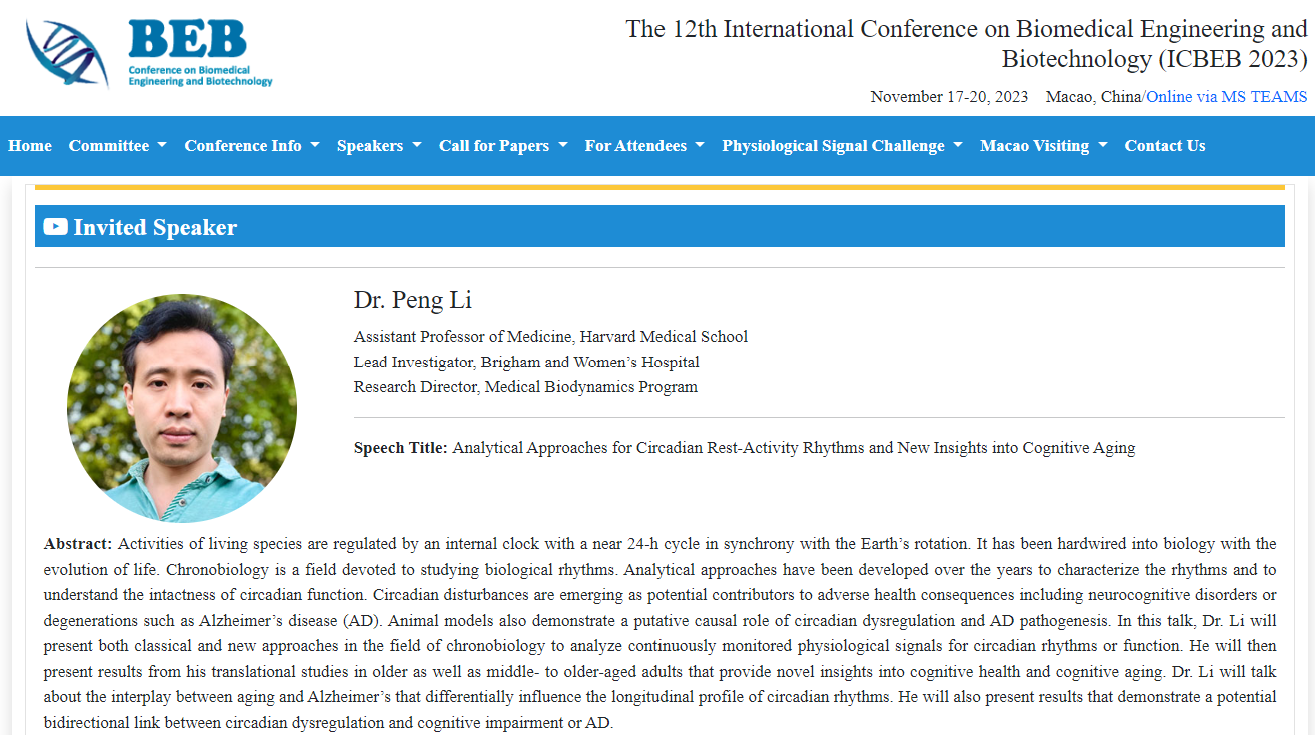 BEB
Conference on Biomedical
Engineering and Biotechnology
The 12th International Conference on Biomedical Engineering and
Biotechnology (ICBEB 2023)
November 17-20, 2023 Macao, China/Online via MS TEAMS
Home Committee Conference Info Speakers Call for Papers For Attendees Physiological Signal Challenge Macao Visiting Contact Us
Invited Speaker
Dr. Peng Li
Assistant Professor of Medicine, Harvard Medical School
Lead Investigator, Brigham and Women’s Hospital
Research Director, Medical Biodynamics Program
Speech Title: Analytical Approaches for Circadian Rest-Activity Rhythms and New Insights into Cognitive Aging
Abstract: Activities of living species are regulated by an internal clock with a near 24-h cycle in synchrony with the Earth’s rotation. It has been hardwired into biology with the
evolution of life. Chronobiology is a field devoted to studying biological rhythms. Analytical approaches have been developed over the years to characterize the rhythms and to
understand the intactness of circadian function. Circadian disturbances are emerging as potential contributors to adverse health consequences including neurocognitive disorders or
degenerations such as Alzheimer’s disease (AD). Animal models also demonstrate a putative causal role of circadian dysregulation and AD pathogenesis. In this talk, Dr. Li will
present both classical and new approaches in the field of chronobiology to analyze continuously monitored physiological signals for circadian rhythms or function. He will then
present results from his translational studies in older as well as middle- to older-aged adults that provide novel insights into cognitive health and cognitive aging. Dr. Li will talk
about the interplay between aging and Alzheimer’s that differentially influence the longitudinal profile of circadian rhythms. He will also present results that demonstrate a potential
bidirectional link between circadian dysregulation and cognitive impairment or AD.